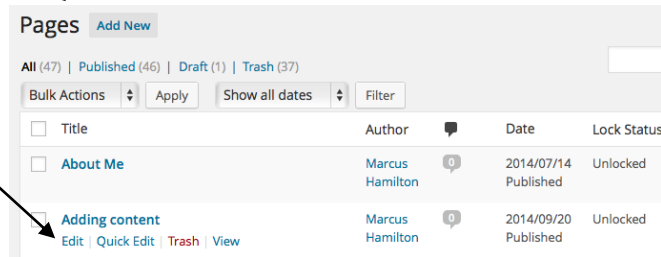 Pages Add New
All (47) | Published (46) | Draft (1) | Trash (37)
Bulk Actions Apply Show all dates Filter
Title Author Date Lock Status
About Me Marcus Hamilton 0 2014/07/14 Published Unlocked
Adding content Marcus Hamilton 0 2014/09/20 Published Unlocked
Edit | Quick Edit | Trash | View